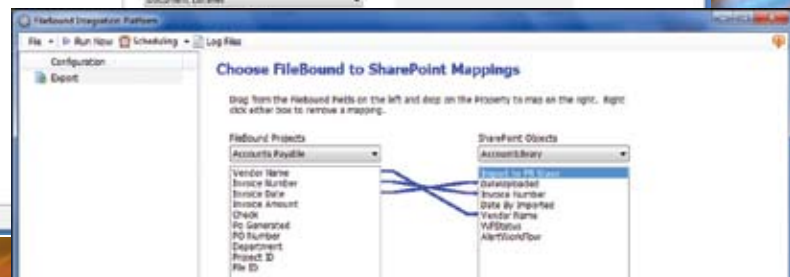 Document Libraries
FileBound Integration Platform
File Run Now Scheduling Log Files
Configuration
Export
Choose FileBound to SharePoint Mappings
Drag from the FileBound Fields on the left and drop on the Property to map on the right. Right
click either box to remove a mapping.
FileBound Projects
SharePoint Objects
Accounts Payable
AccountLibrary
Vendor Name
Invoice Number
Invoice Date
Invoice Amount
Check
Po Generated
PO Number
Department
Project ID
File ID
DateUploaded
Invoice Number
Date By Imported
Vendor Name
WFStatus
AlertWorkflow